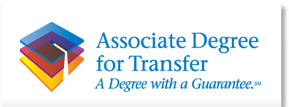 Associate Degree
for Transfer
A Degree with a Guarantee.℠